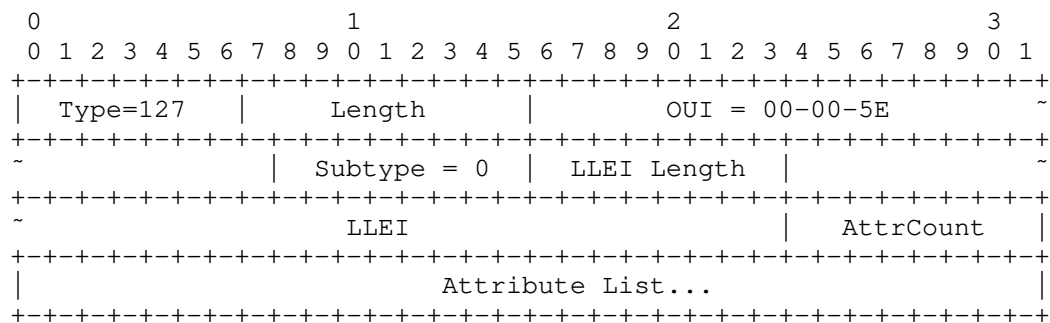 0                   1                   2                   3
 0 1 2 3 4 5 6 7 8 9 0 1 2 3 4 5 6 7 8 9 0 1 2 3 4 5 6 7 8 9 0 1
+-+-+-+-+-+-+-+-+-+-+-+-+-+-+-+-+-+-+-+-+-+-+-+-+-+-+-+-+-+-+-+-+
|  Type=127   |     Length      |        OUI = 00-00-5E         ~
+-+-+-+-+-+-+-+-+-+-+-+-+-+-+-+-+-+-+-+-+-+-+-+-+-+-+-+-+-+-+-+-+
~               |  Subtype = 0  |  LLEI Length  |               ~
+-+-+-+-+-+-+-+-+-+-+-+-+-+-+-+-+-+-+-+-+-+-+-+-+-+-+-+-+-+-+-+-+
~                    LLEI                       |   AttrCount   |
+-+-+-+-+-+-+-+-+-+-+-+-+-+-+-+-+-+-+-+-+-+-+-+-+-+-+-+-+-+-+-+-+
|                          Attribute List...                    |
+-+-+-+-+-+-+-+-+-+-+-+-+-+-+-+-+-+-+-+-+-+-+-+-+-+-+-+-+-+-+-+-+